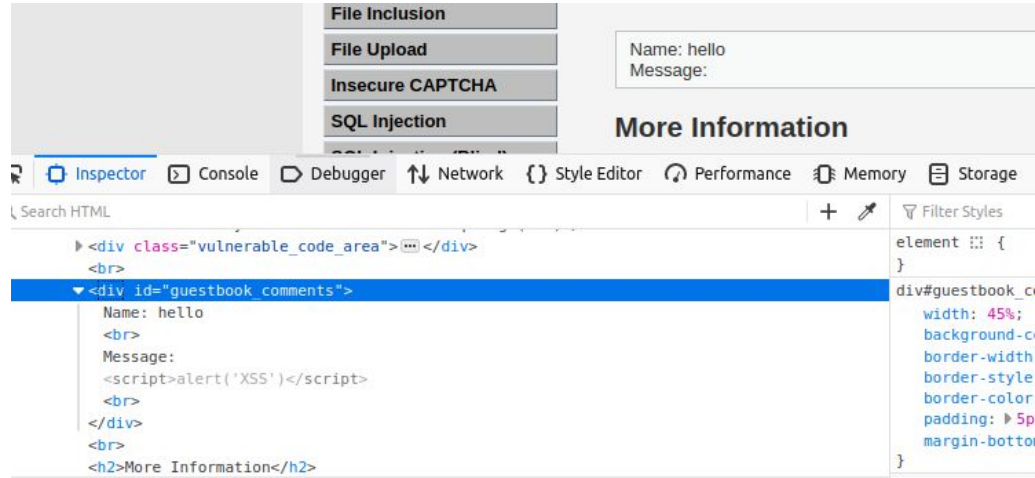 File Inclusion
File Upload
Insecure CAPTCHA
SQL Injection
Name: hello
Message:
More Information
Inspector Console Debugger Network {} Style Editor Performance Memory Storage
Search HTML
Filter Styles
<div class="vulnerable_code_area"></div>
<br>
<div id="guestbook_comments">
Name: hello
<br>
Message:
<script>alert('XSS')</script>
<br>
</div>
<br>
<h2>More Information</h2>
element {
}
div#guestbook_c
width: 45%;
background-c
border-width
border-style
border-color
padding: 5p
margin-botto
}